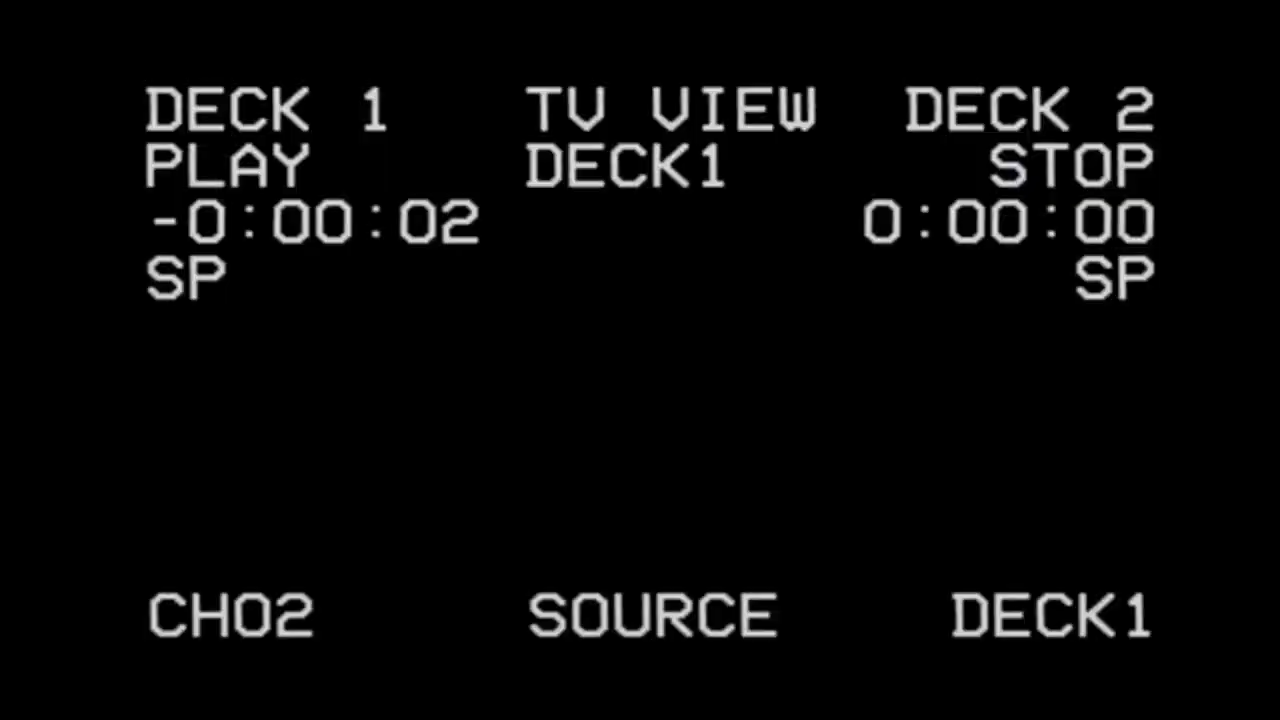 DECK 1 TV VIEW DECK 2
PLAY DECK1 STOP
-0:00:02 0:00:00
SP SP
CH02 SOURCE DECK1